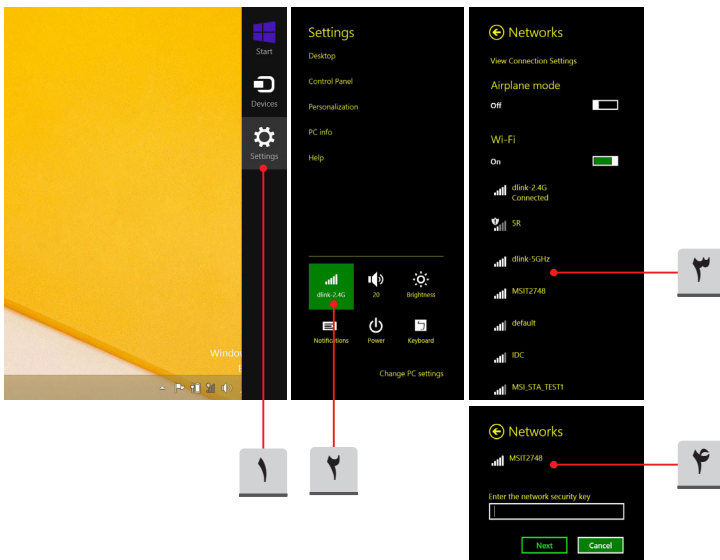 Start
Devices
Settings
Window
Settings
Desktop
Control Panel
Personalization
PC info
Help
dlink-2.4G
20
Brightness
Notifications
Power
Keyboard
Change PC settings
Networks
View Connection Settings
Airplane mode
Off
Wi-Fi
On
dlink-2.4G
Connected
5R
dlink-5GHz
MSIT2748
default
IDC
MSI_STA_TEST1
۳
۱
۲
Networks
MSIT2748
Enter the network security key
Next
Cancel
۴